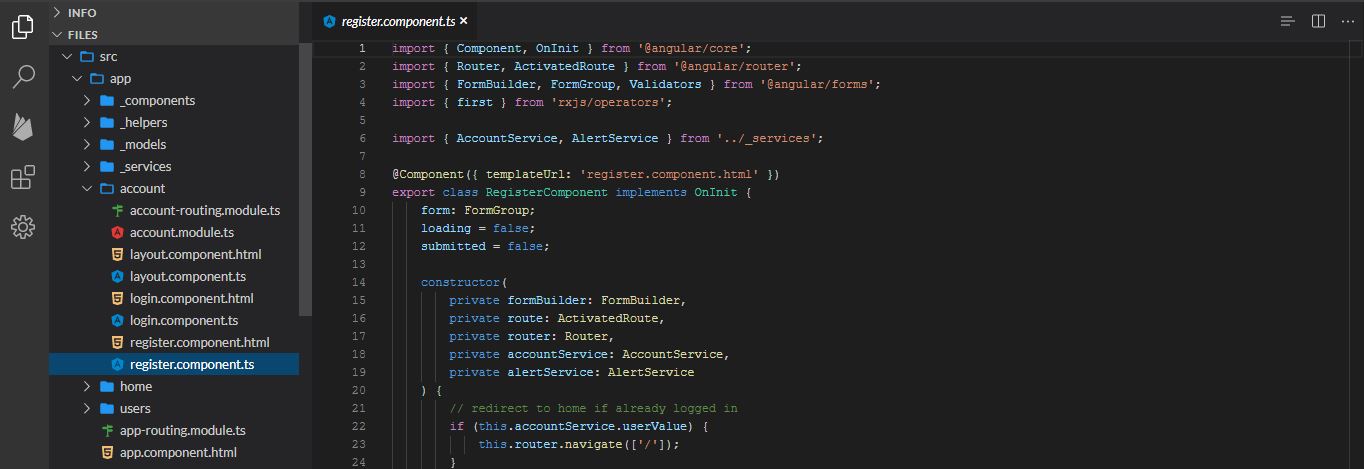 INFO
FILES
src
app
_components
_helpers
_models
_services
account
account-routing.module.ts
account.module.ts
layout.component.html
layout.component.ts
login.component.html
login.component.ts
register.component.html
register.component.ts
home
users
app-routing.module.ts
app.component.html
register.component.ts ×
1 import { Component, OnInit } from '@angular/core';
2 import { Router, ActivatedRoute } from '@angular/router';
3 import { FormBuilder, FormGroup, Validators } from '@angular/forms';
4 import { first } from 'rxjs/operators';
5
6 import { AccountService, AlertService } from '../_services';
7
8 @Component({ templateUrl: 'register.component.html' })
9 export class RegisterComponent implements OnInit {
10     form: FormGroup;
11     loading = false;
12     submitted = false;
13
14     constructor(
15         private formBuilder: FormBuilder,
16         private route: ActivatedRoute,
17         private router: Router,
18         private accountService: AccountService,
19         private alertService: AlertService
20     ) {
21         // redirect to home if already logged in
22         if (this.accountService.userValue) {
23             this.router.navigate(['/']);
24         }